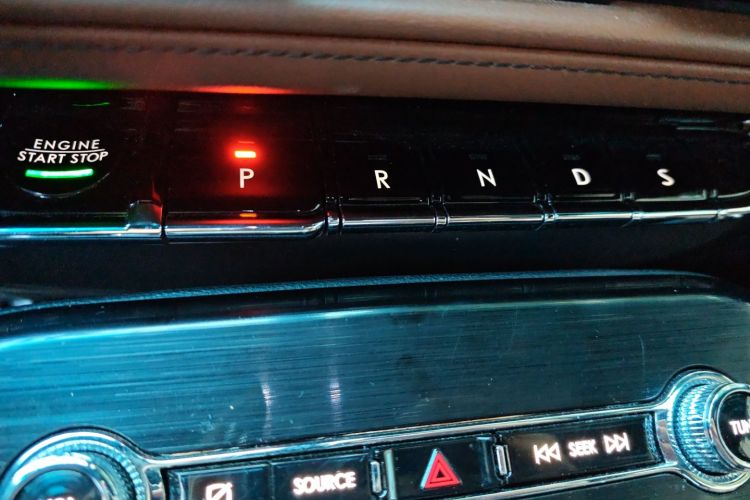 ENGINE
START STOP
P R N D S
SOURCE
SEEK